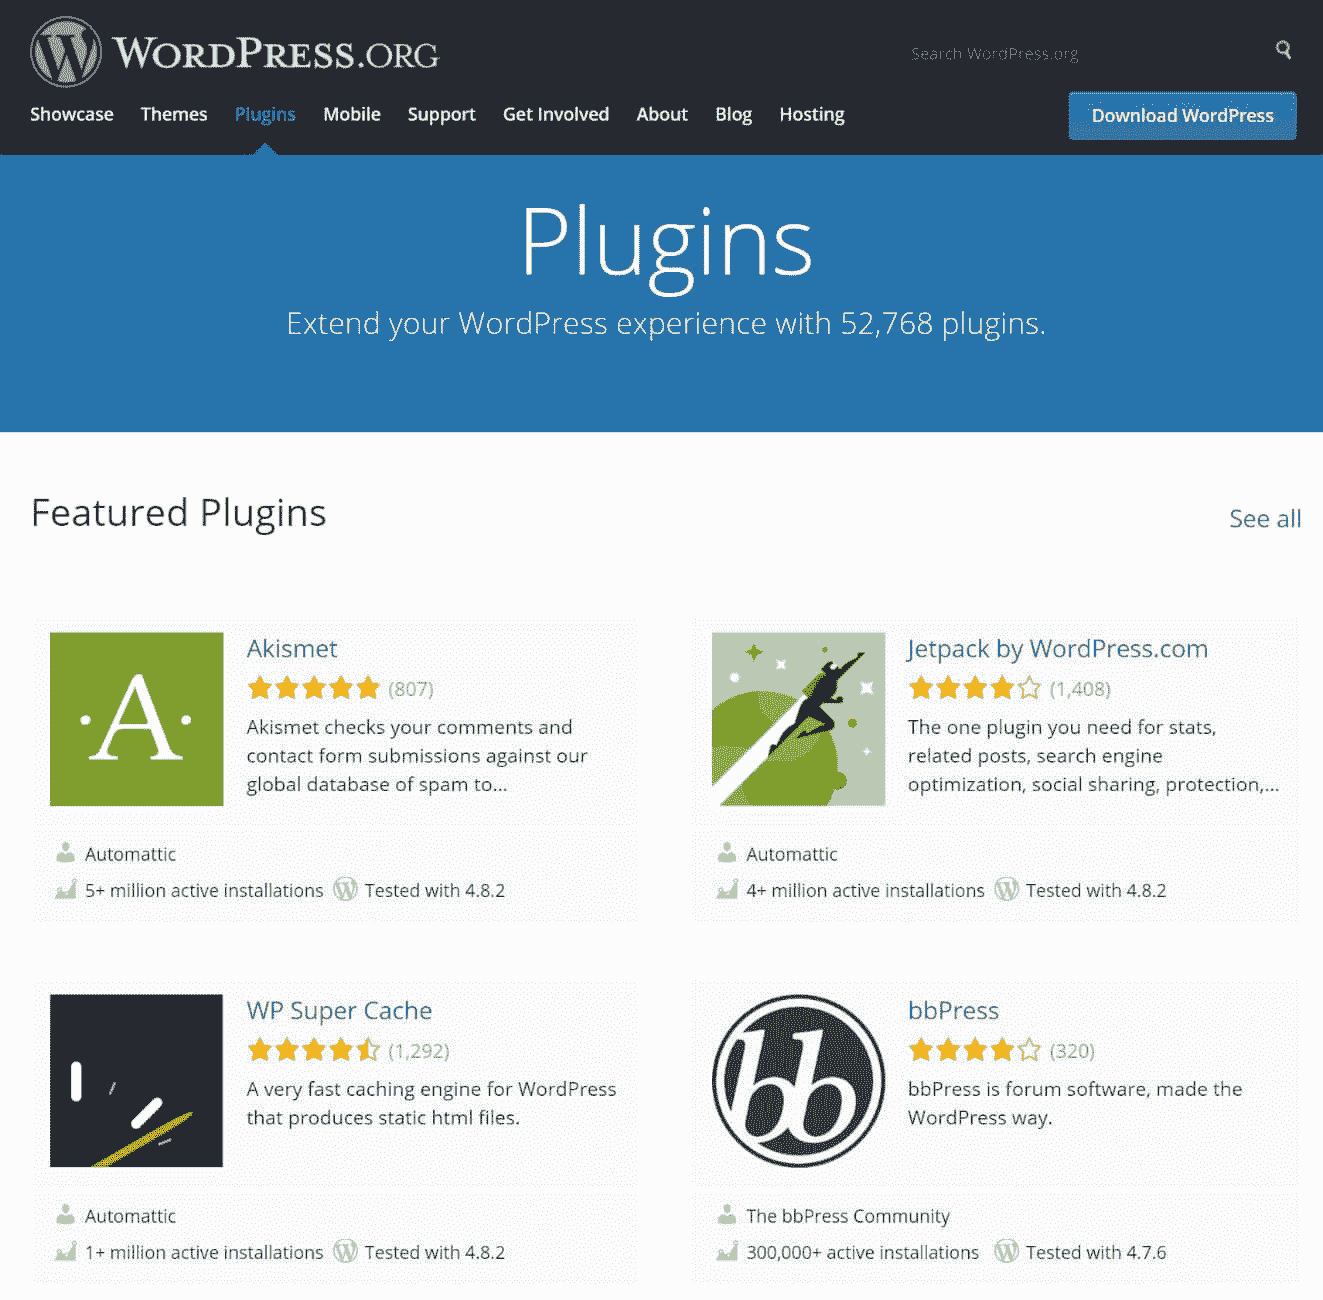 WORDPRESS.ORG
Search WordPress.org
Showcase Themes Plugins Mobile Support Get Involved About Blog Hosting
Download WordPress
Plugins
Extend your WordPress experience with 52,768 plugins.
Featured Plugins
See all
A
Akismet
(807)
Akismet checks your comments and
contact form submissions against our
global database of spam to...
Automattic
5+ million active installations
Tested with 4.8.2
Jetpack by WordPress.com
(1,408)
The one plugin you need for stats,
related posts, search engine
optimization, social sharing, protection,...
Automattic
4+ million active installations
Tested with 4.8.2
WP Super Cache
(1,292)
A very fast caching engine for WordPress
that produces static html files.
Automattic
1+ million active installations
Tested with 4.8.2
bb
bbPress
(320)
bbPress is forum software, made the
WordPress way.
The bbPress Community
300,000+ active installations
Tested with 4.7.6